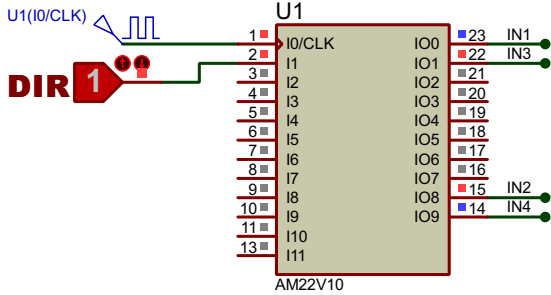 U1
U1(I0/CLK)
DIR 1
1 I0/CLK IO0 23 IN1
2 I1 IO1 22 IN3
3 I2 IO2 21
4 I3 IO3 20
5 I4 IO4 19
6 I5 IO5 18
7 I6 IO6 17
8 I7 IO7 16
9 I8 IO8 15 IN2
10 I9 IO9 14 IN4
11 I10
13 I11
AM22V10